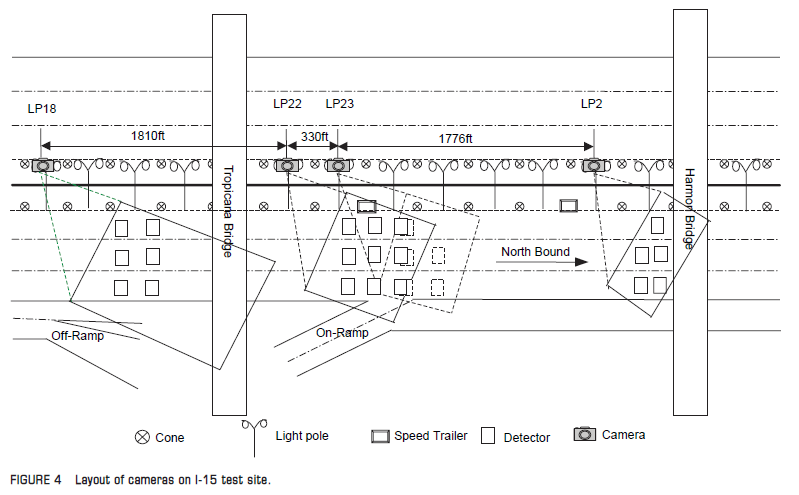 LP18
LP22
LP23
LP2
1810ft
330ft
1776ft
Tropicana Bridge
Harmon Bridge
North Bound
Off-Ramp
On-Ramp
Cone
Light pole
Speed Trailer
Detector
Camera
FIGURE 4 Layout of cameras on I-15 test site.